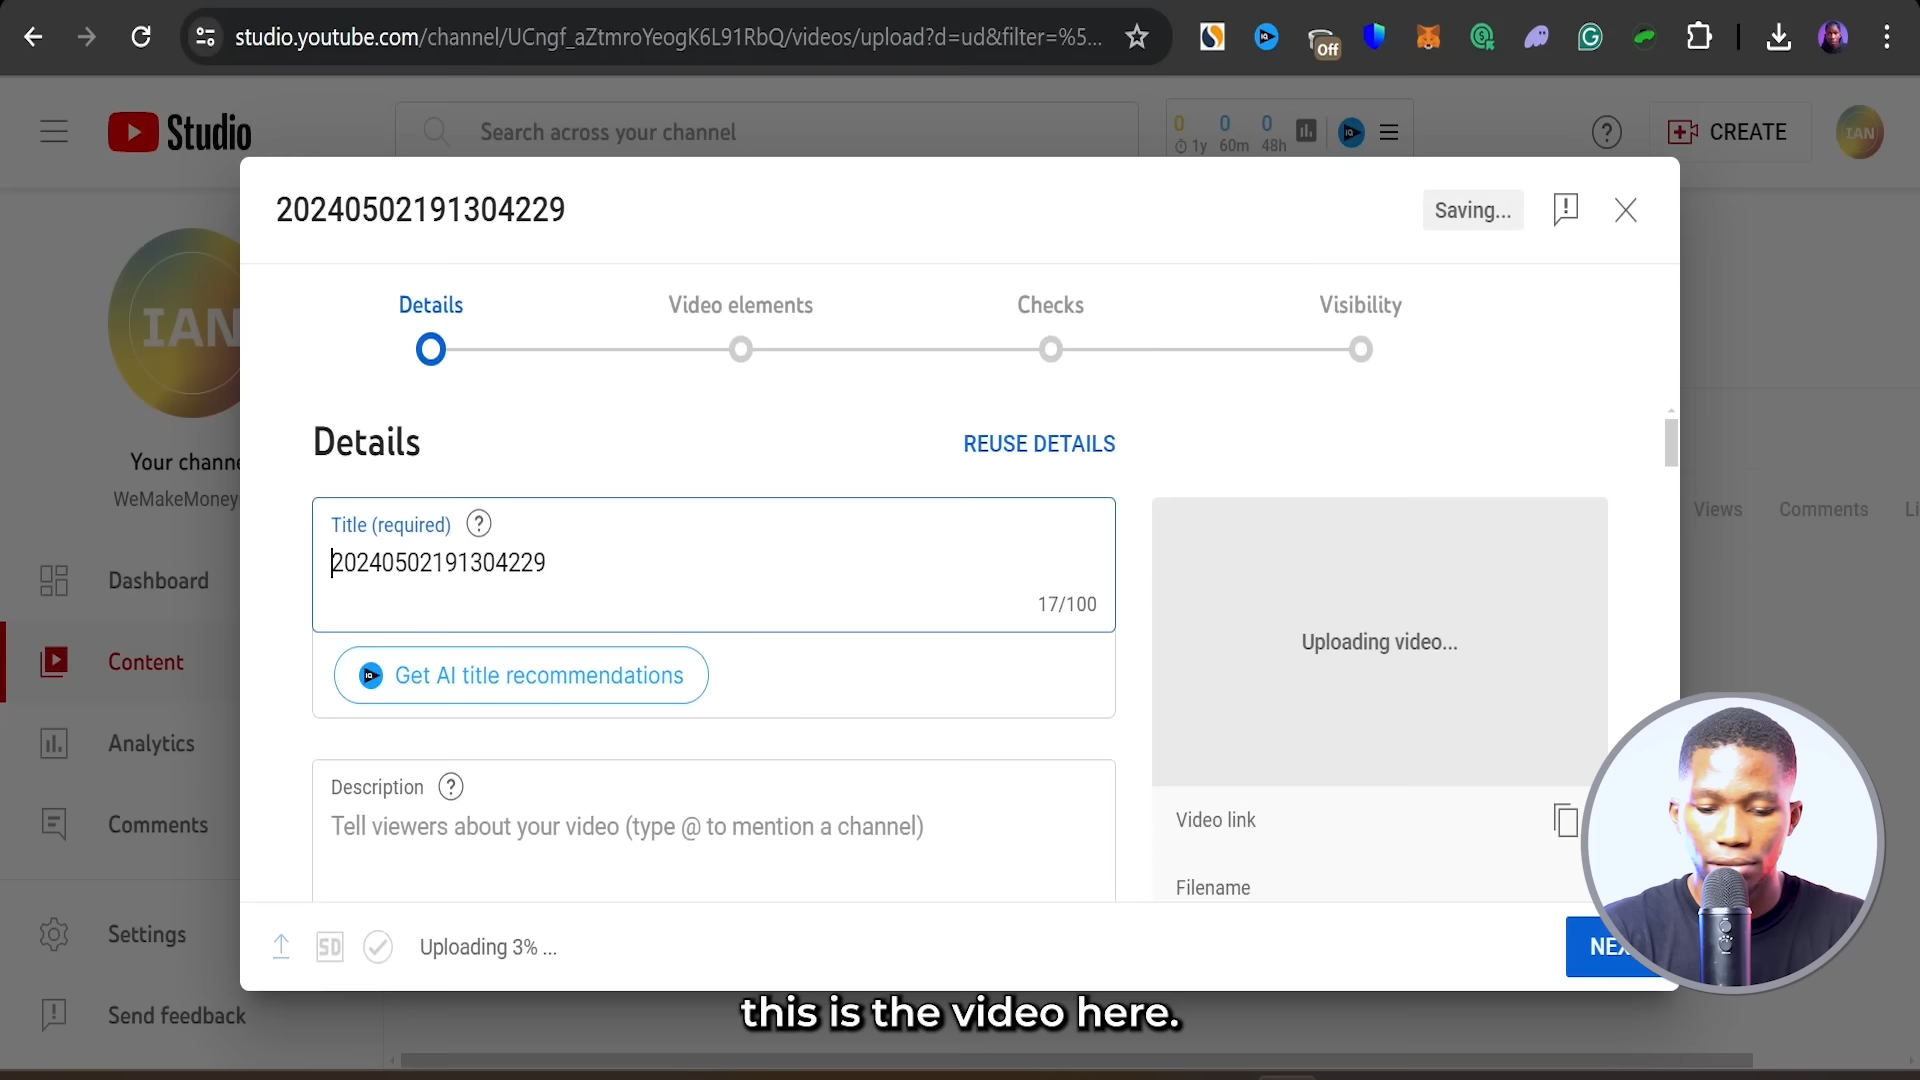 studio.youtube.com/channel/UCngf_aZtmroYeogK6L91RbQ/videos/upload?d=ud&filter=%5...
Off
Studio
Search across your channel
0 0 0
1y 60m 48h
CREATE
IAN
20240502191304229
Saving...
Details
Video elements
Checks
Visibility
IAN
Your channe
WeMakeMoney
Dashboard
Content
Analytics
Comments
Settings
Send feedback
Details
REUSE DETAILS
Title (required)
20240502191304229
17/100
Get AI title recommendations
Description
Tell viewers about your video (type @ to mention a channel)
Uploading video...
Video link
Filename
Views
Comments
Li
SD
Uploading 3% ...
NEX
this is the video here.